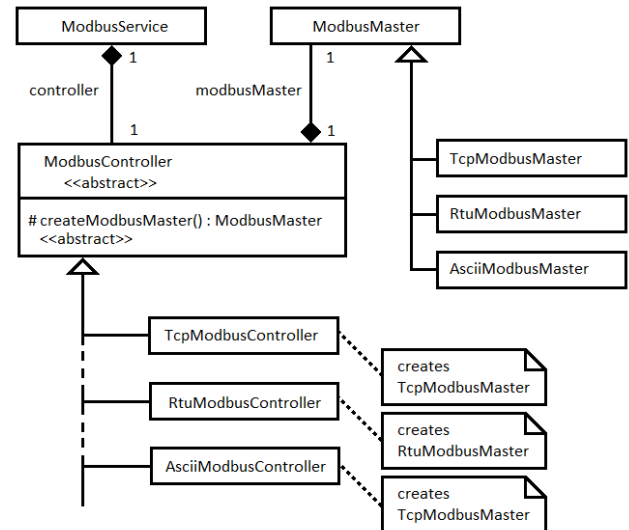 ModbusService
ModbusMaster
1
1
controller
modbusMaster
1
1
ModbusController
<<abstract>>
# createModbusMaster() : ModbusMaster
<<abstract>>
TcpModbusMaster
RtuModbusMaster
AsciiModbusMaster
TcpModbusController
creates
TcpModbusMaster
RtuModbusController
creates
RtuModbusMaster
AsciiModbusController
creates
TcpModbusMaster